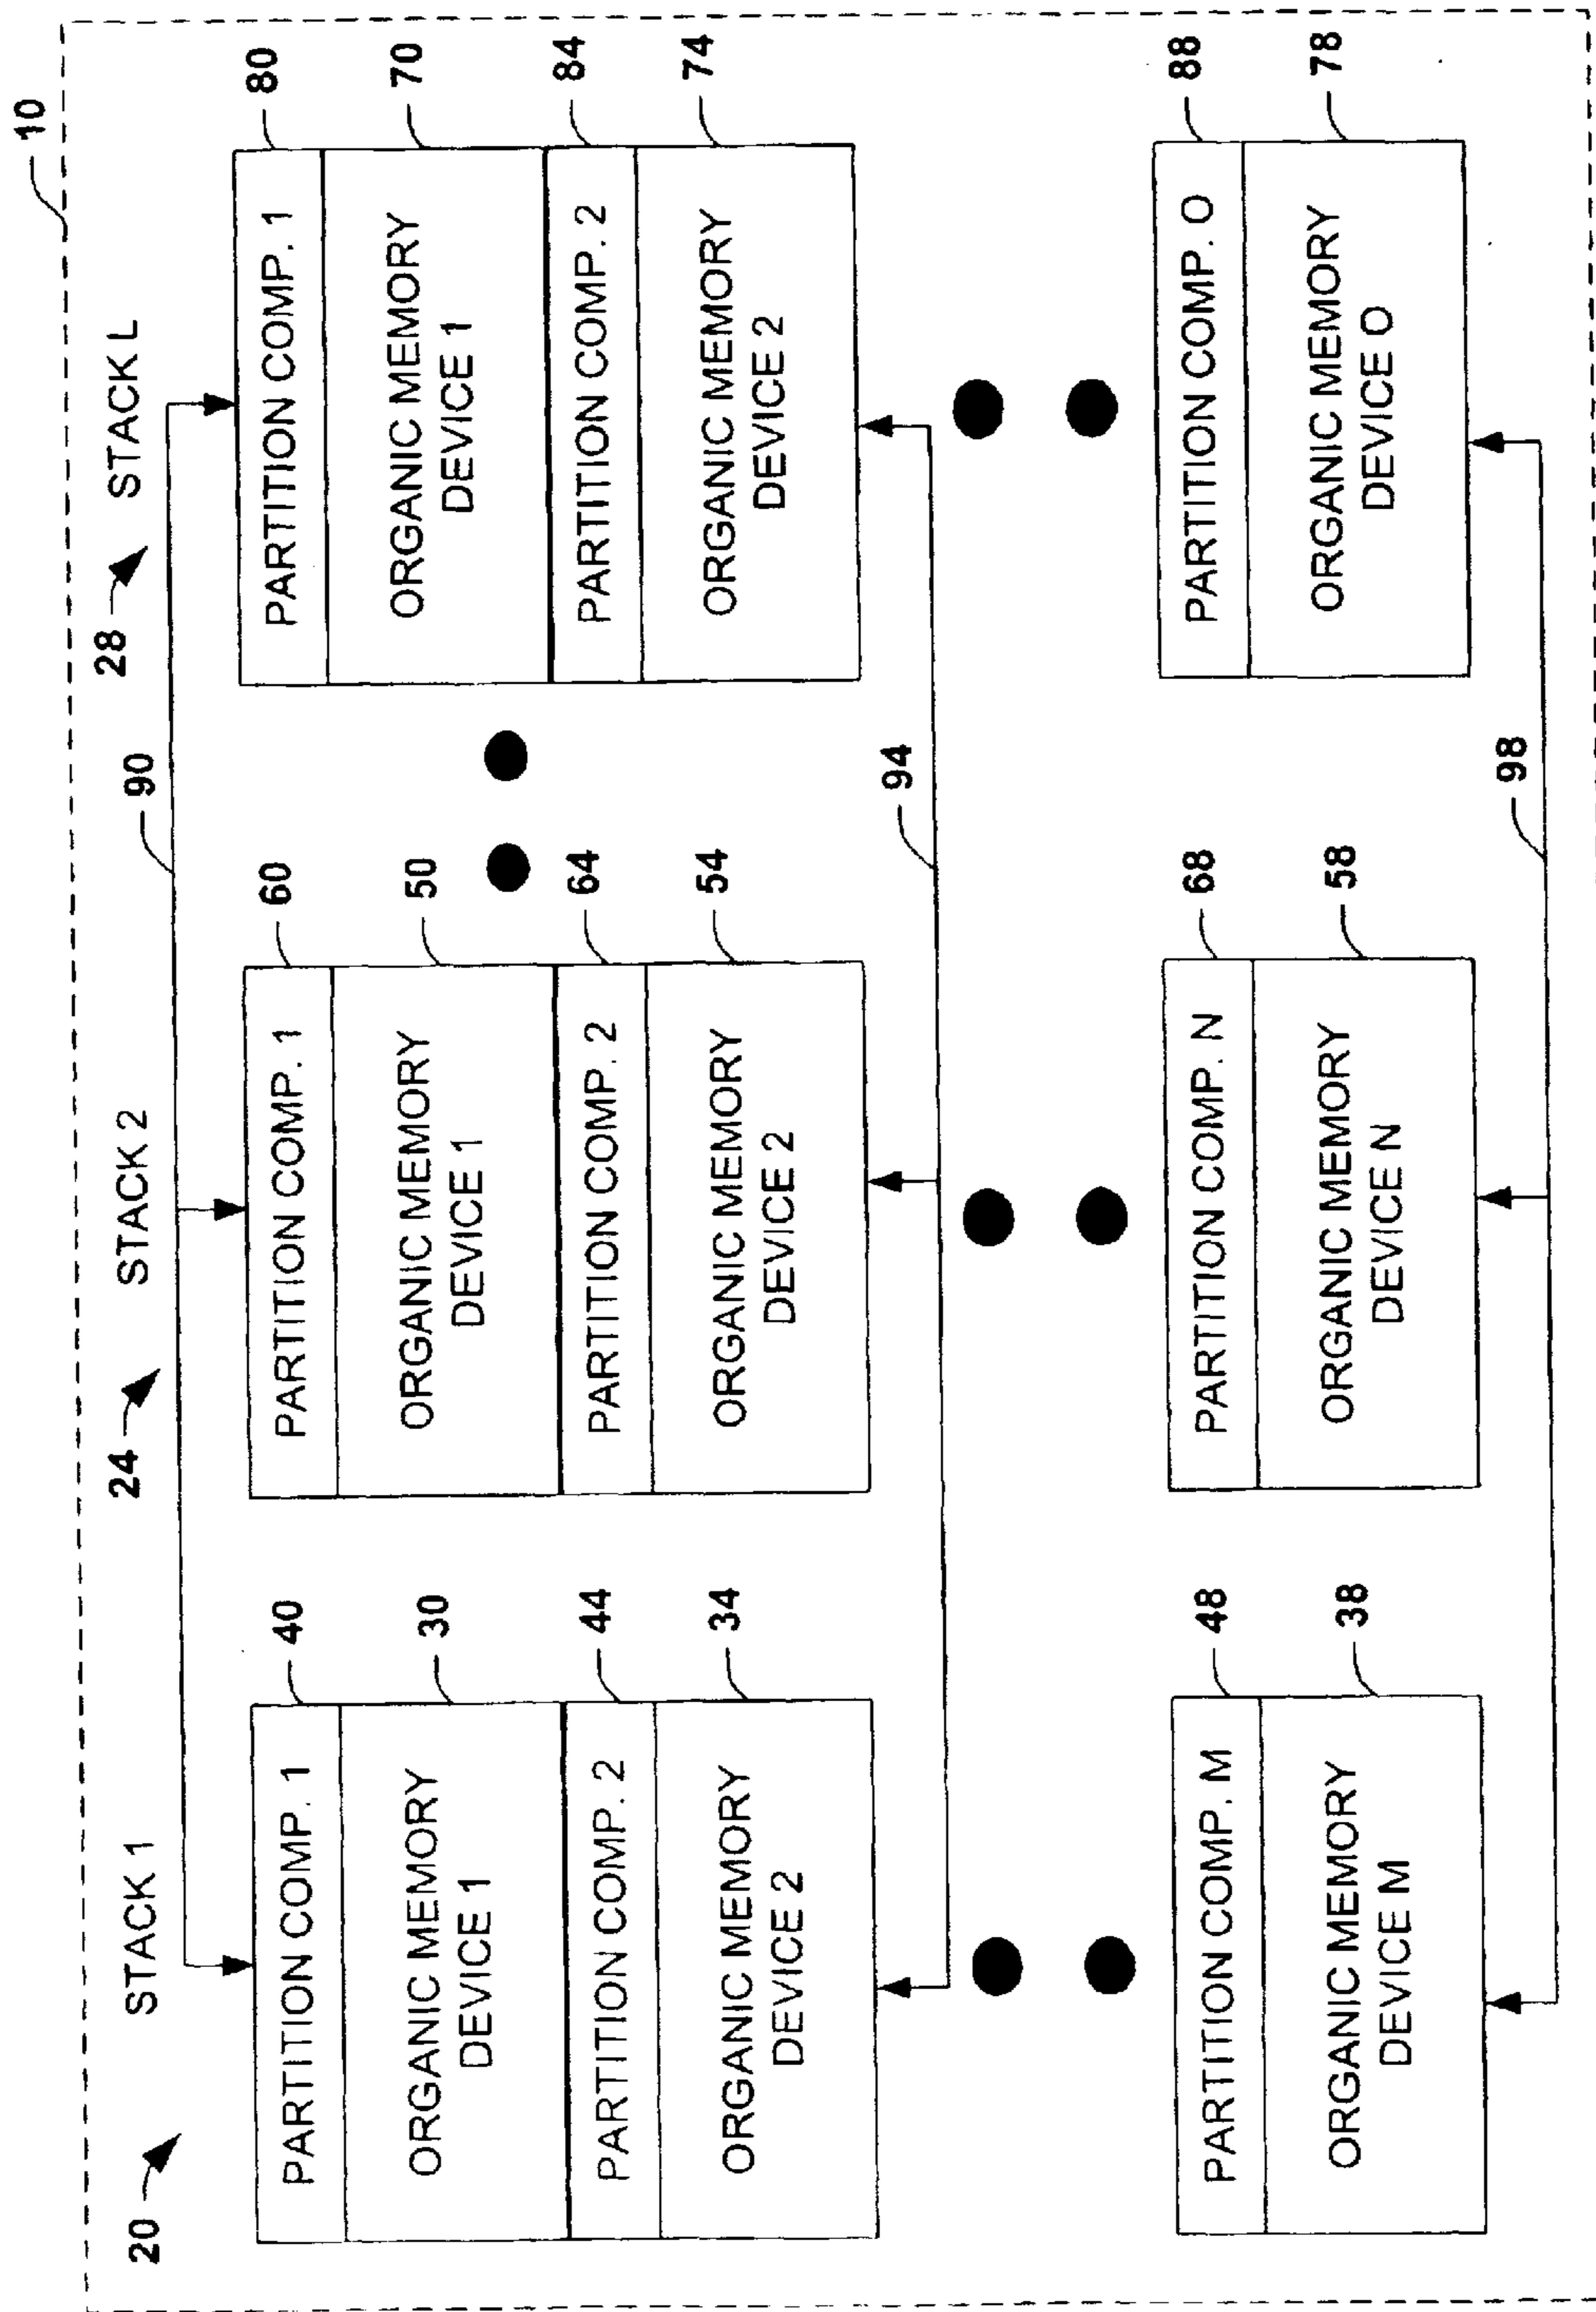 10
20
STACK 1
24
STACK 2
90
28
STACK L
PARTITION COMP. 1
40
ORGANIC MEMORY
DEVICE 1
30
PARTITION COMP. 2
44
ORGANIC MEMORY
DEVICE 2
34
PARTITION COMP. 1
60
ORGANIC MEMORY
DEVICE 1
50
PARTITION COMP. 2
64
ORGANIC MEMORY
DEVICE 2
54
PARTITION COMP. 1
80
ORGANIC MEMORY
DEVICE 1
70
PARTITION COMP. 2
84
ORGANIC MEMORY
DEVICE 2
74
94
PARTITION COMP. M
48
ORGANIC MEMORY
DEVICE M
38
PARTITION COMP. N
68
ORGANIC MEMORY
DEVICE N
58
PARTITION COMP. O
88
ORGANIC MEMORY
DEVICE O
78
98